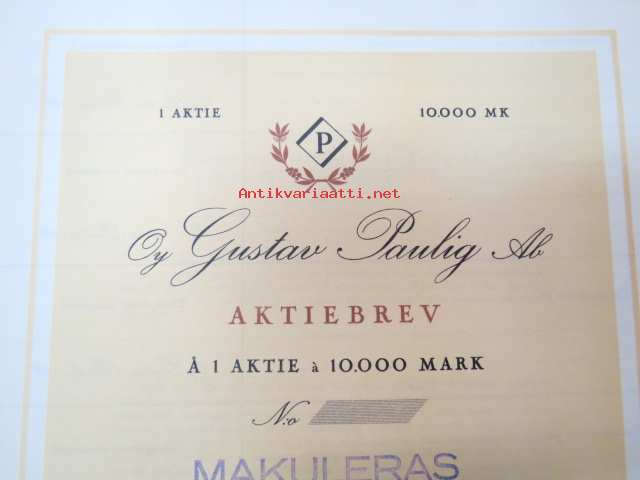 1 AKTIE 10.000 MK
P
Antikvariaatti.net
Oy Gustav Paulig Ab
AKTIEBREV
Å 1 AKTIE à 10.000 MARK
N:o
MAKULERAS